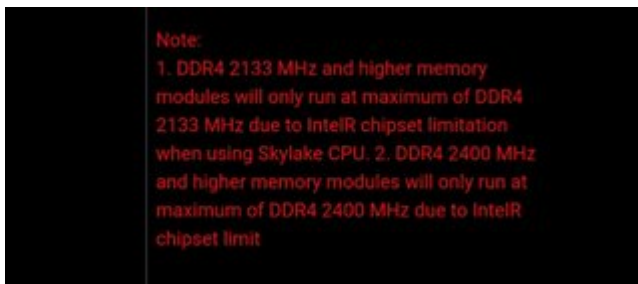 Note:
1. DDR4 2133 MHz and higher memory
modules will only run at maximum of DDR4
2133 MHz due to IntelR chipset limitation
when using Skylake CPU. 2. DDR4 2400 MHz
and higher memory modules will only run at
maximum of DDR4 2400 MHz due to IntelR
chipset limit